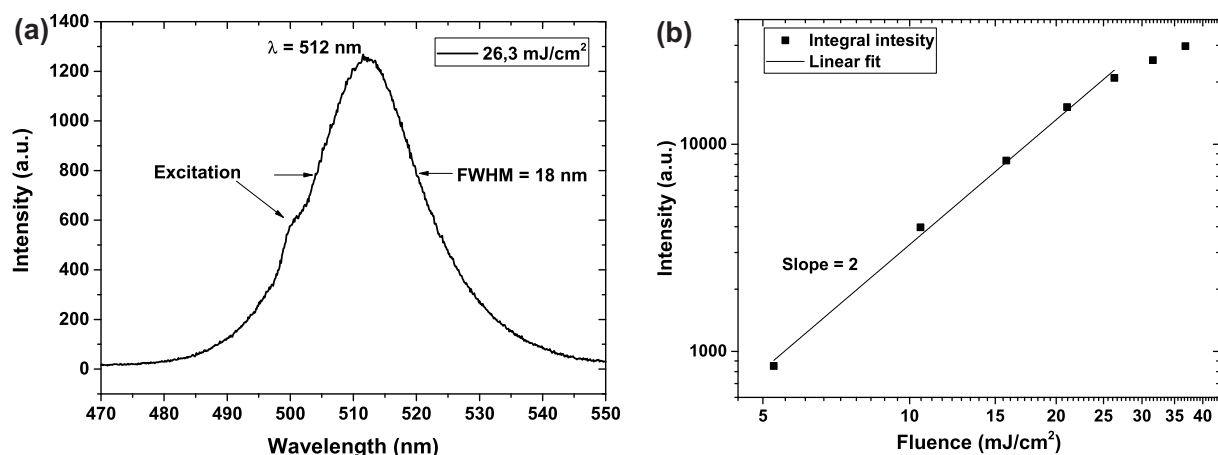 (a)
λ = 512 nm
26,3 mJ/cm²
Excitation
FWHM = 18 nm
1400
1200
1000
800
600
400
200
0
Intensity (a.u.)
470 480 490 500 510 520 530 540 550
Wavelength (nm)
(b)
Integral intesity
Linear fit
Slope = 2
10000
1000
Intensity (a.u.)
5 10 15 20 25 30 35 40
Fluence (mJ/cm²)